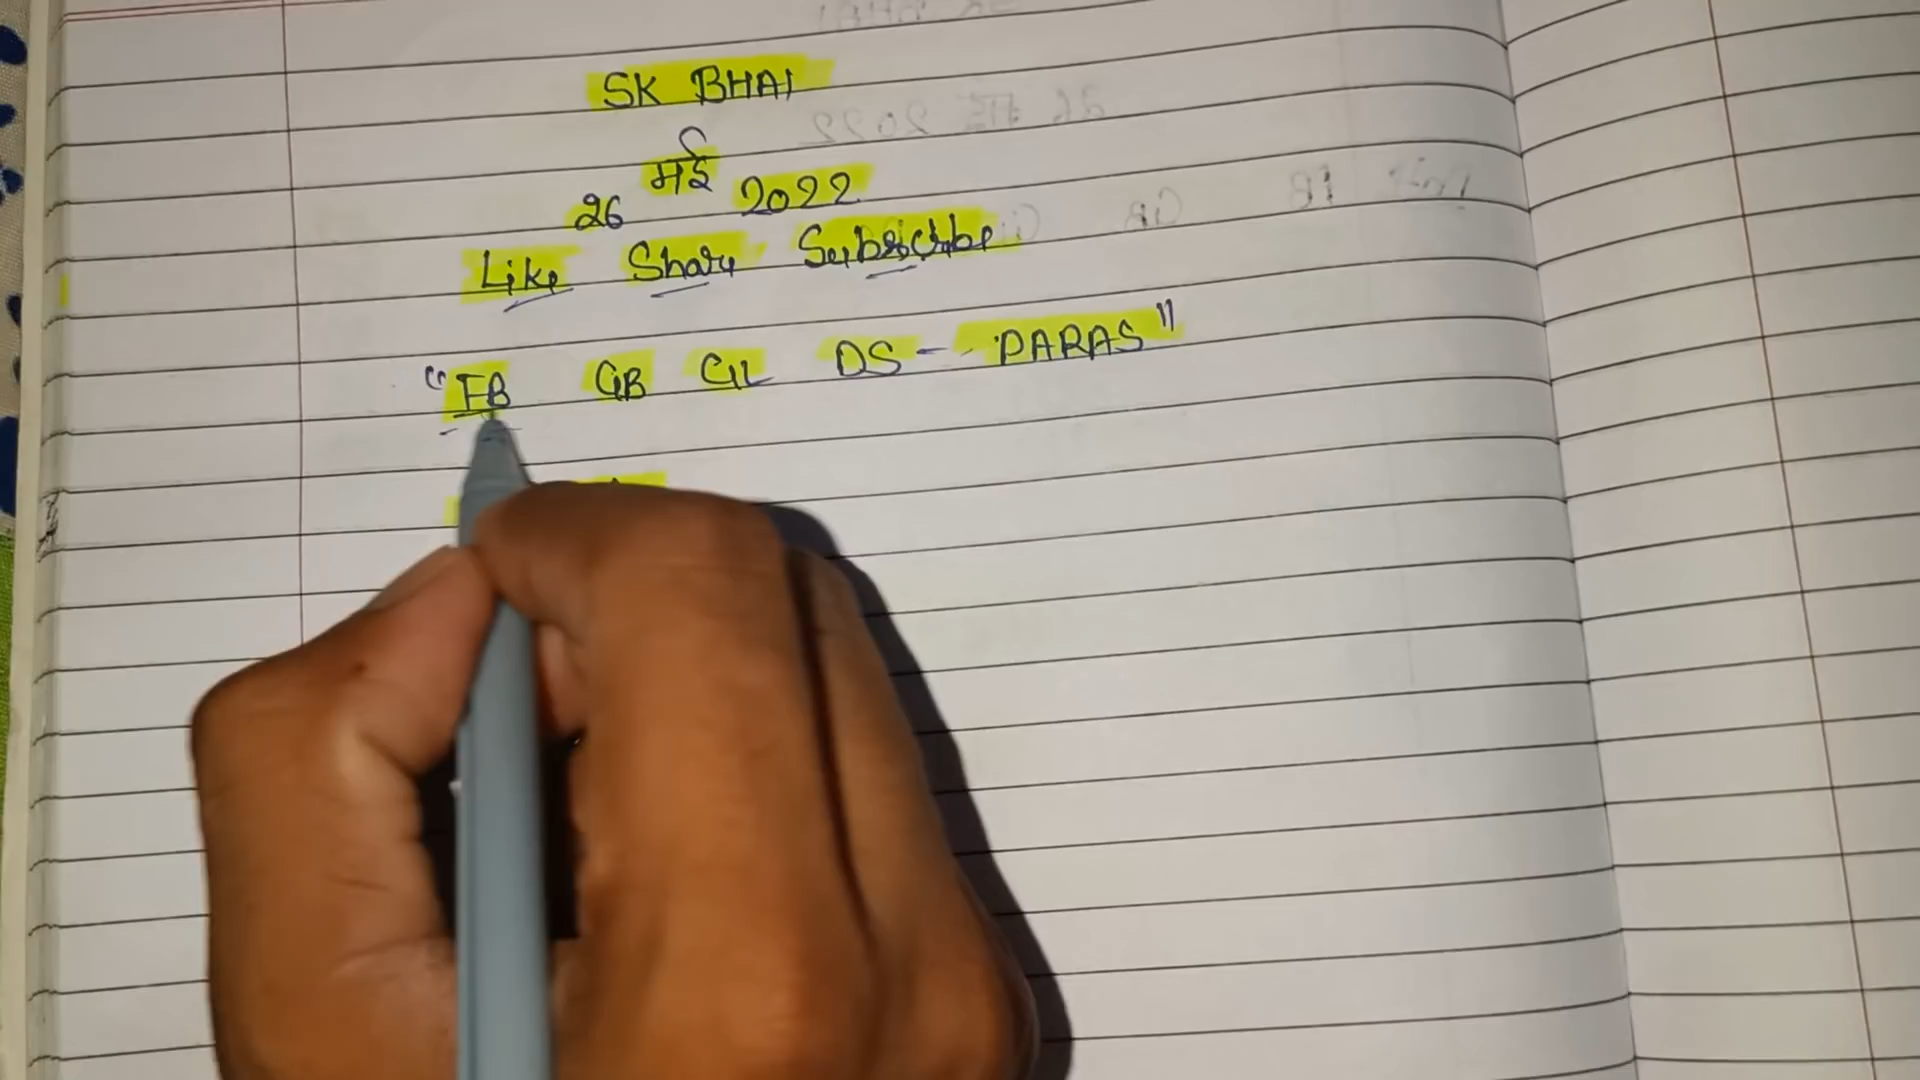 SK BHAI
26 मई 2022
Like Share Subscribe
"FB GB GL DS - PARAS"